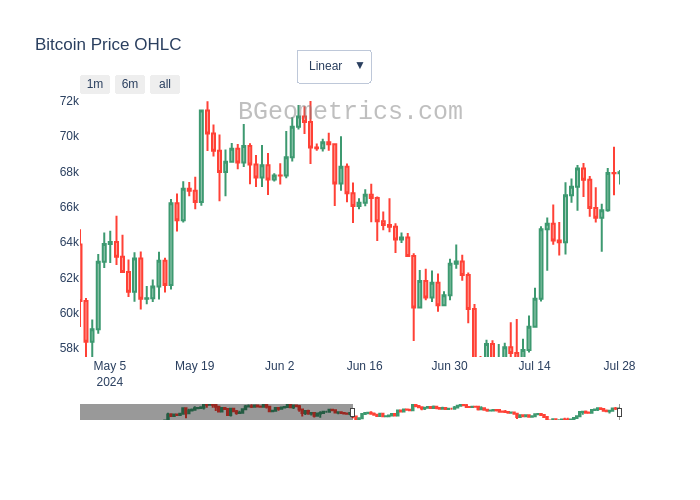 Bitcoin Price OHLC
Linear ▼
1m 6m all
BGeometrics.com
72k
70k
68k
66k
64k
62k
60k
58k
May 5 May 19 Jun 2 Jun 16 Jun 30 Jul 14 Jul 28
2024